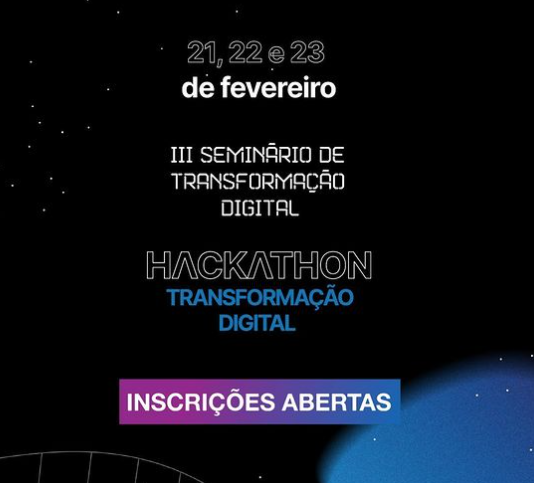 21, 22 e 23
de fevereiro
III SEMINÁRIO DE
TRANSFORMAÇÃO
DIGITAL
HACKATHON
TRANSFORMAÇÃO
DIGITAL
INSCRIÇÕES ABERTAS